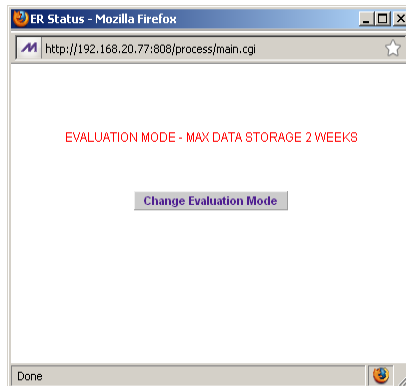 ER Status - Mozilla Firefox
http://192.168.20.77:808/process/main.cgi
EVALUATION MODE - MAX DATA STORAGE 2 WEEKS
Change Evaluation Mode
Done